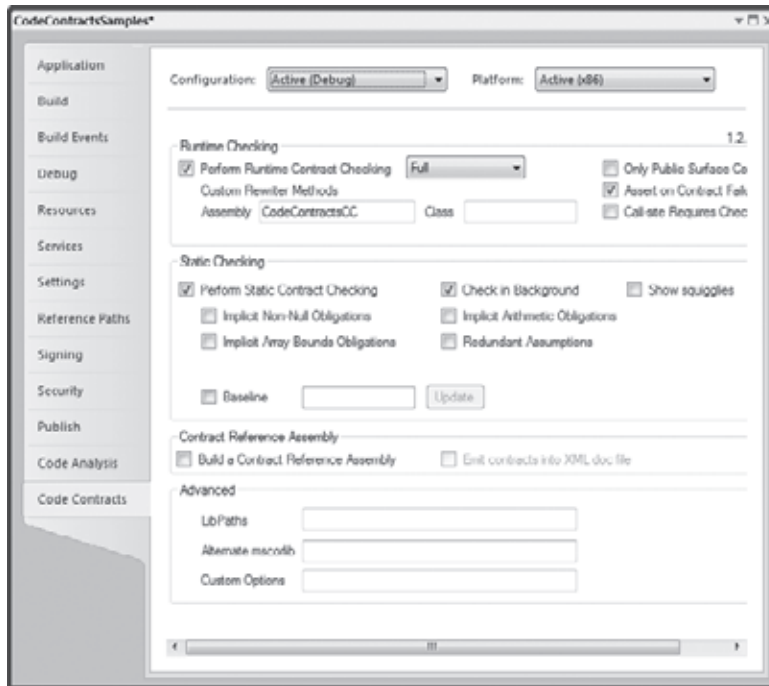 CodeContractsSamples*
Application
Build
Build Events
Debug
Resources
Services
Settings
Reference Paths
Signing
Security
Publish
Code Analysis
Code Contracts
Configuration: Active (Debug) Platform: Active (x86)
1.2.
Runtime Checking
Perform Runtime Contract Checking Full Only Public Surface Co
Custom Rewriter Methods Assert on Contract Fail
Assembly CodeContractsCC Class Call-site Requires Chec
Static Checking
Perform Static Contract Checking Check in Background Show squigglies
Implicit Non-Null Obligations Implicit Arithmetic Obligations
Implicit Array Bounds Obligations Redundant Assumptions
Baseline Update
Contract Reference Assembly
Build a Contract Reference Assembly Emit contracts into XML doc file
Advanced
LibPaths
Alternate mscorlib
Custom Options